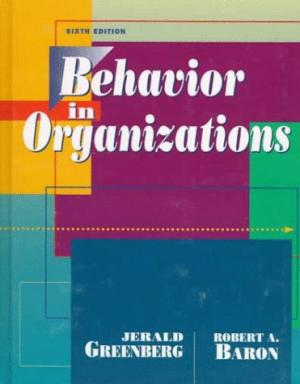 SIXTH EDITION
Behavior
in
Organizations
JERALD
GREENBERG
ROBERT A.
BARON